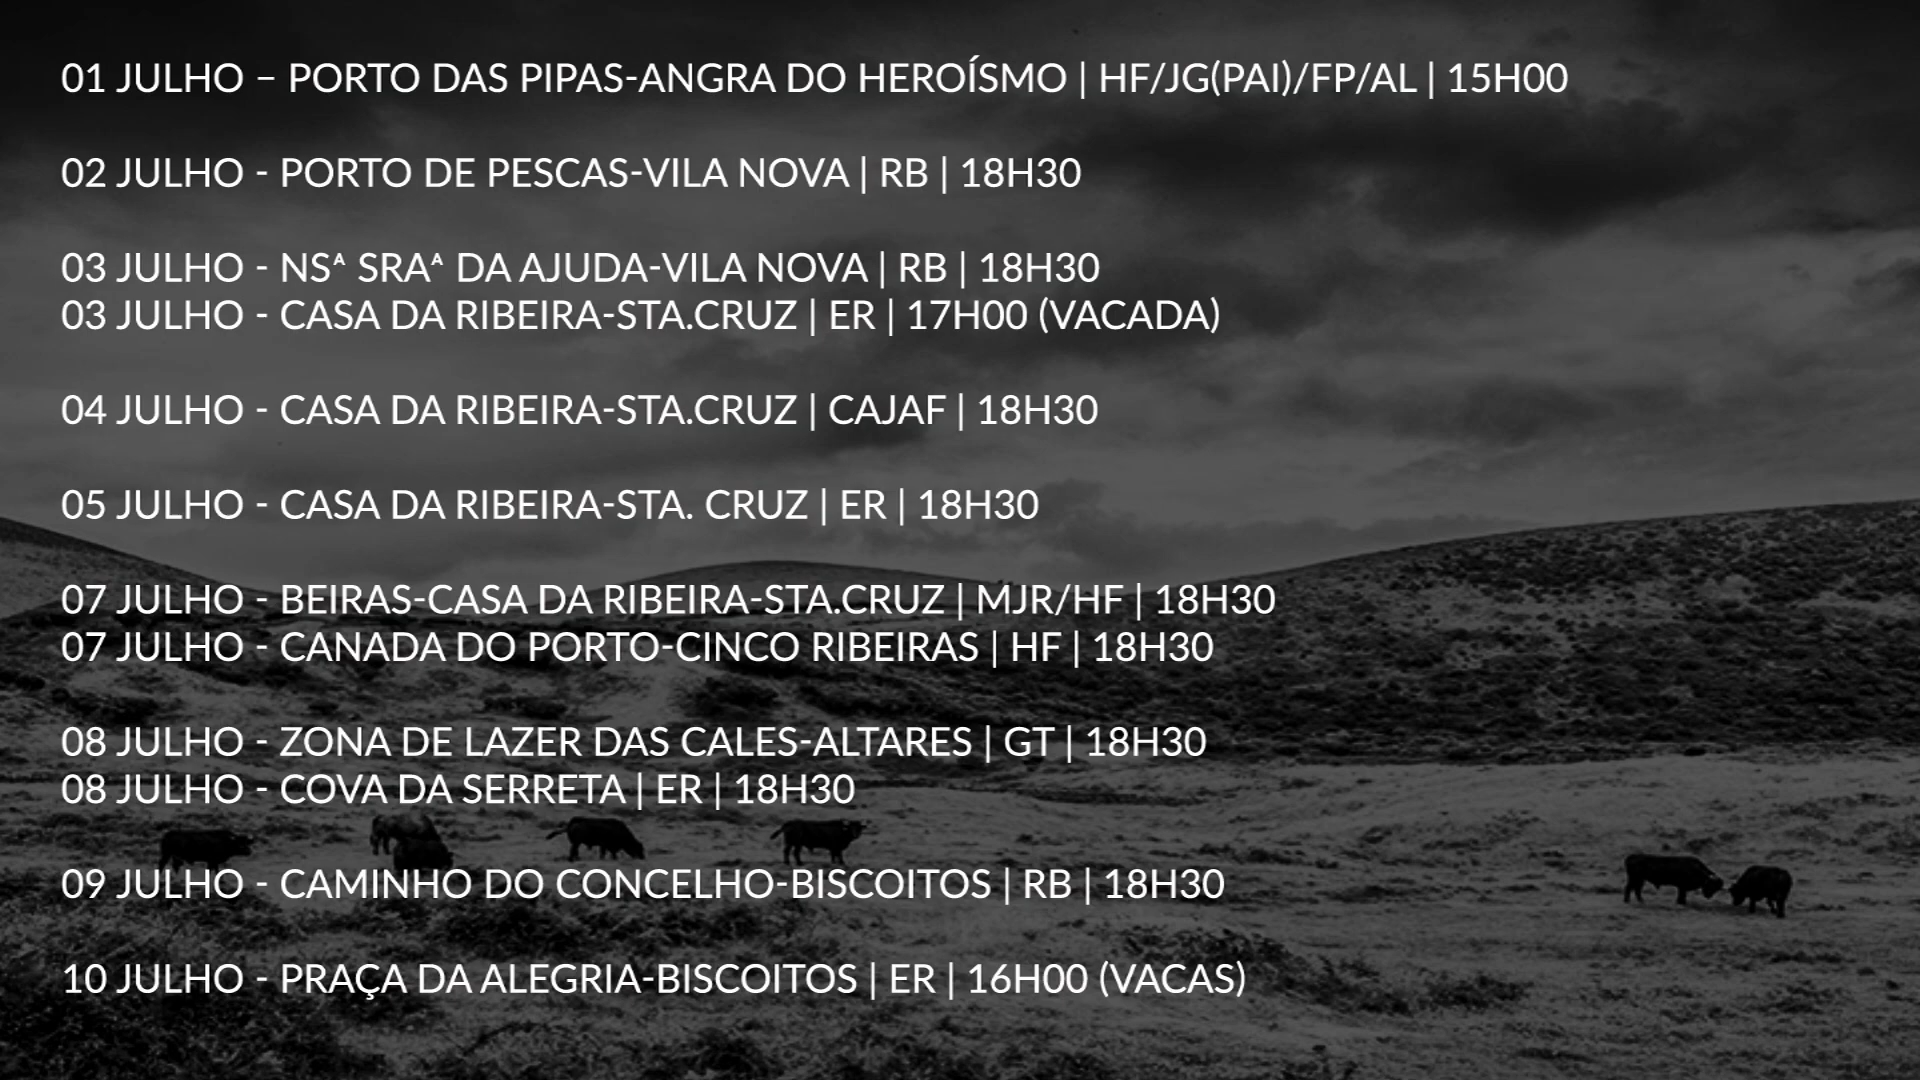 01 JULHO – PORTO DAS PIPAS-ANGRA DO HEROÍSMO | HF/JG(PAI)/FP/AL | 15H00
02 JULHO - PORTO DE PESCAS-VILA NOVA | RB | 18H30
03 JULHO - NSª SRAª DA AJUDA-VILA NOVA | RB | 18H30
03 JULHO - CASA DA RIBEIRA-STA.CRUZ | ER | 17H00 (VACADA)
04 JULHO - CASA DA RIBEIRA-STA.CRUZ | CAJAF | 18H30
05 JULHO - CASA DA RIBEIRA-STA. CRUZ | ER | 18H30
07 JULHO - BEIRAS-CASA DA RIBEIRA-STA.CRUZ | MJR/HF | 18H30
07 JULHO - CANADA DO PORTO-CINCO RIBEIRAS | HF | 18H30
08 JULHO - ZONA DE LAZER DAS CALES-ALTARES | GT | 18H30
08 JULHO - COVA DA SERRETA | ER | 18H30
09 JULHO - CAMINHO DO CONCELHO-BISCOITOS | RB | 18H30
10 JULHO - PRAÇA DA ALEGRIA-BISCOITOS | ER | 16H00 (VACAS)